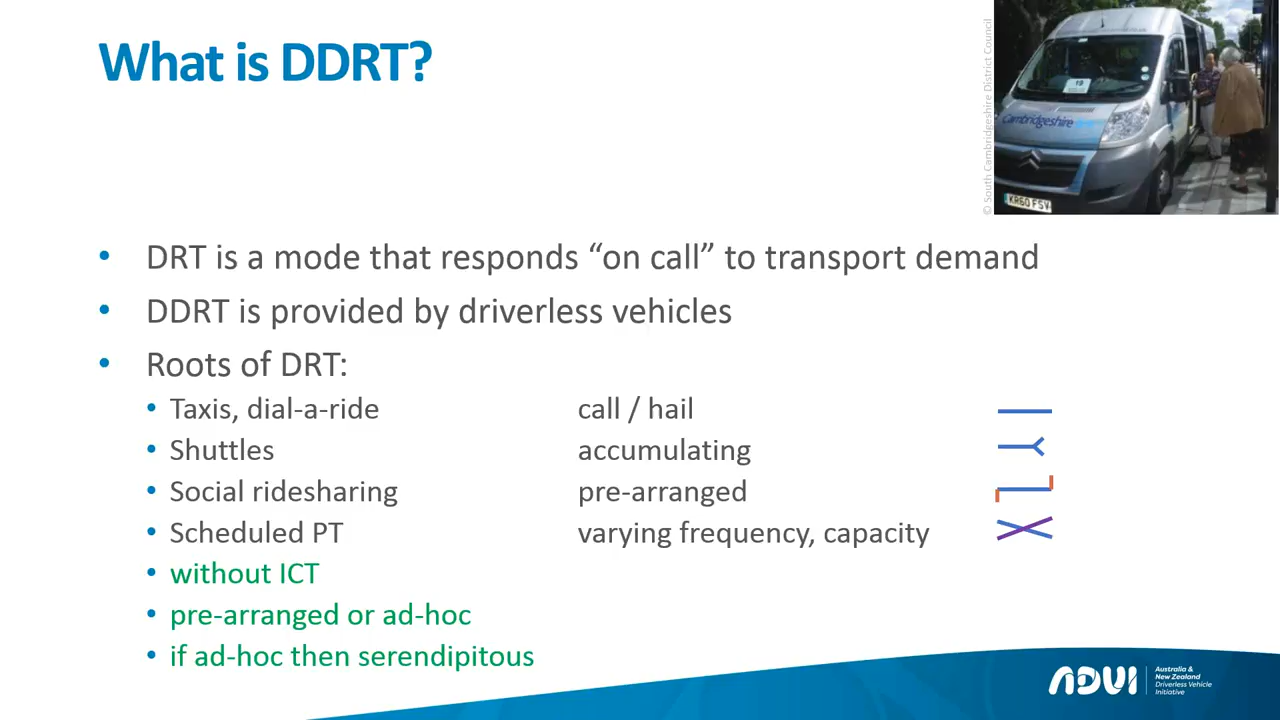 What is DDRT?
© South Cambridgeshire District Council
19
Cambridgeshire
KR60 FSV
• DRT is a mode that responds “on call” to transport demand
• DDRT is provided by driverless vehicles
• Roots of DRT:
• Taxis, dial-a-ride call / hail
• Shuttles accumulating
• Social ridesharing pre-arranged
• Scheduled PT varying frequency, capacity
• without ICT
• pre-arranged or ad-hoc
• if ad-hoc then serendipitous
ADVI
Australia &
New Zealand
Driverless Vehicle
Initiative